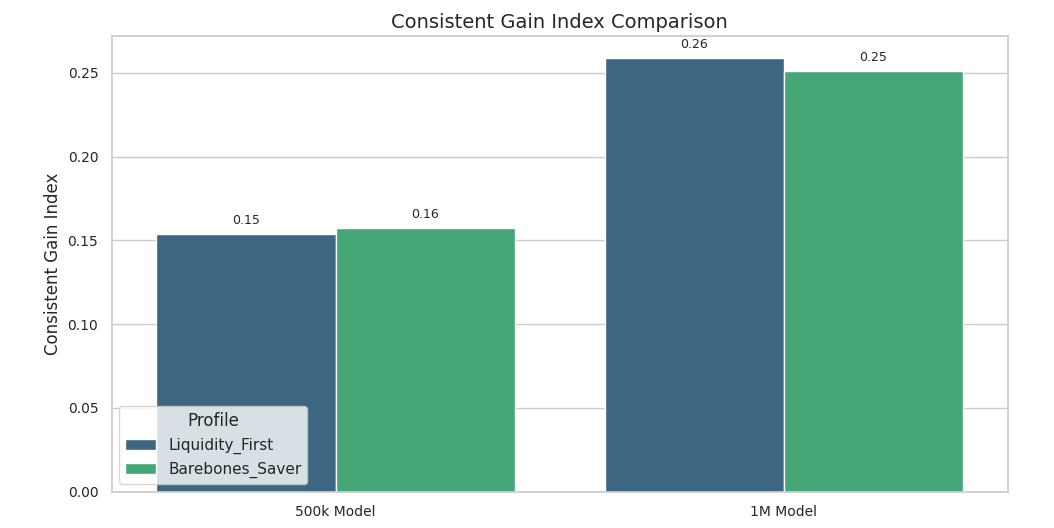 Consistent Gain Index Comparison
Consistent Gain Index
0.25
0.20
0.15
0.10
0.05
0.00
0.15
0.16
0.26
0.25
Profile
Liquidity_First
Barebones_Saver
500k Model
1M Model